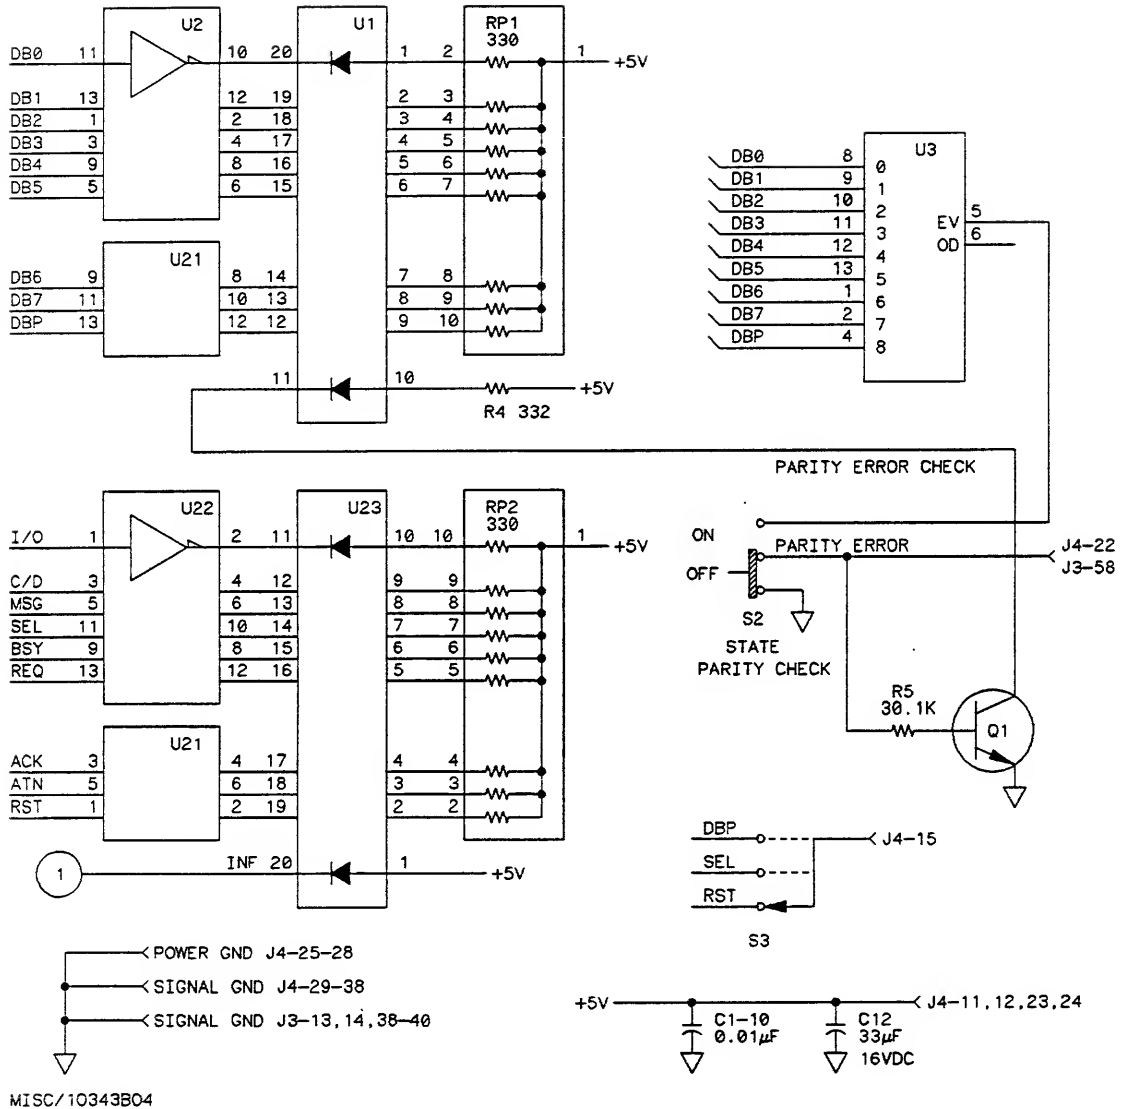 U2 U1 RP1
330
DB0 11 10 20 1 2 1 +5V
DB1 13 12 19 2 3
DB2 1 2 18 3 4
DB3 3 4 17 4 5
DB4 9 8 16 5 6
DB5 5 6 15 6 7
U21
DB6 9 8 14 7 8
DB7 11 10 13 8 9
DBP 13 12 12 9 10
11 10 +5V
R4 332
U3
DB0 8 0
DB1 9 1
DB2 10 2
DB3 11 3
DB4 12 4
DB5 13 5
DB6 1 6
DB7 2 7
DBP 4 8
EV 5
OD 6
PARITY ERROR CHECK
U22 U23 RP2
330
I/O 1 2 11 10 10 1 +5V
C/D 3 4 12 9 9
MSG 5 6 13 8 8
SEL 11 10 14 7 7
BSY 9 8 15 6 6
REQ 13 12 16 5 5
U21
ACK 3 4 17 4 4
ATN 5 6 18 3 3
RST 1 2 19 2 2
1 INF 20 1 +5V
ON
PARITY ERROR
OFF
J4-22
J3-58
S2
STATE
PARITY CHECK
R5
30.1K
Q1
DBP
SEL
RST
J4-15
S3
POWER GND J4-25-28
SIGNAL GND J4-29-38
SIGNAL GND J3-13,14,38-40
+5V J4-11,12,23,24
C1-10
0.01µF
C12
33µF
16VDC
MISC/10343B04